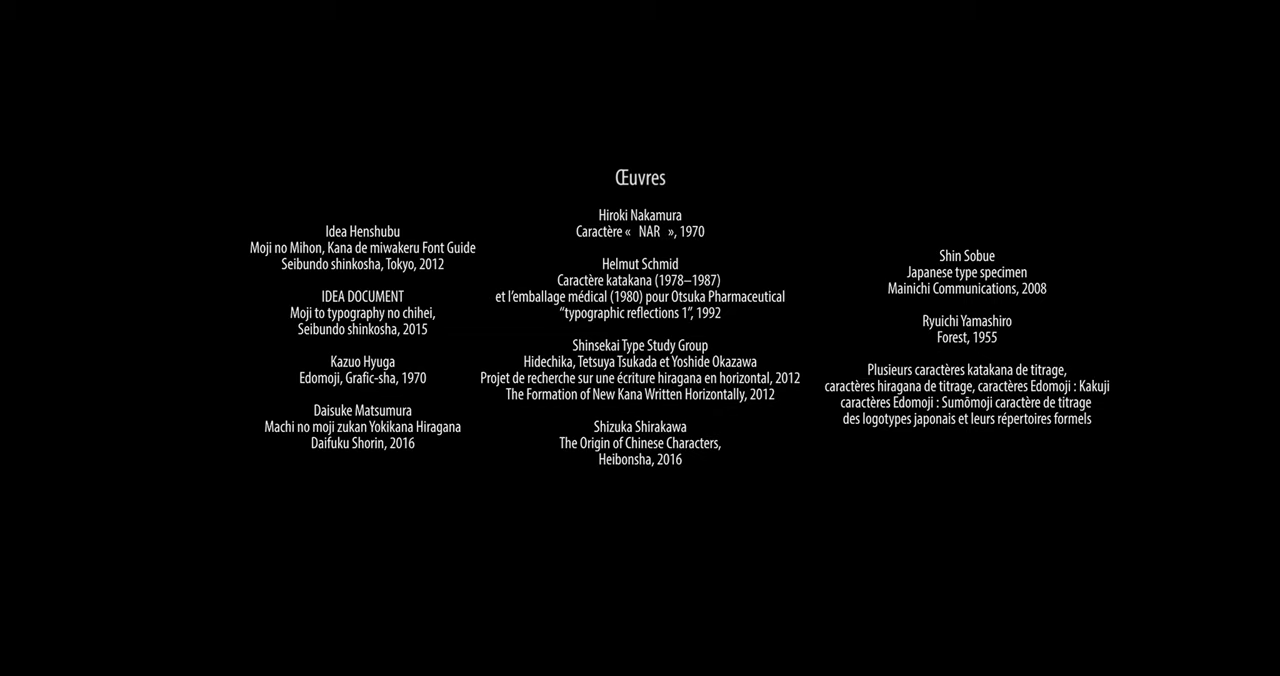 Œuvres
Idea Henshubu
Moji no Mihon, Kana de miwakeru Font Guide
Seibundo shinkosha, Tokyo, 2012
IDEA DOCUMENT
Moji to typography no chihei,
Seibundo shinkosha, 2015
Kazuo Hyuga
Edomoji, Grafic-sha, 1970
Daisuke Matsumura
Machi no moji zukan Yokikana Hiragana
Daifuku Shorin, 2016
Hiroki Nakamura
Caractère « NAR », 1970
Helmut Schmid
Caractère katakana (1978–1987)
et l’emballage médical (1980) pour Otsuka Pharmaceutical
“typographic reflections 1”, 1992
Shinsekai Type Study Group
Hidechika, Tetsuya Tsukada et Yoshide Okazawa
Projet de recherche sur une écriture hiragana en horizontal, 2012
The Formation of New Kana Written Horizontally, 2012
Shizuka Shirakawa
The Origin of Chinese Characters,
Heibonsha, 2016
Shin Sobue
Japanese type specimen
Mainichi Communications, 2008
Ryuichi Yamashiro
Forest, 1955
Plusieurs caractères katakana de titrage,
caractères hiragana de titrage, caractères Edomoji : Kakuji
caractères Edomoji : Sumōmoji caractère de titrage
des logotypes japonais et leurs répertoires formels